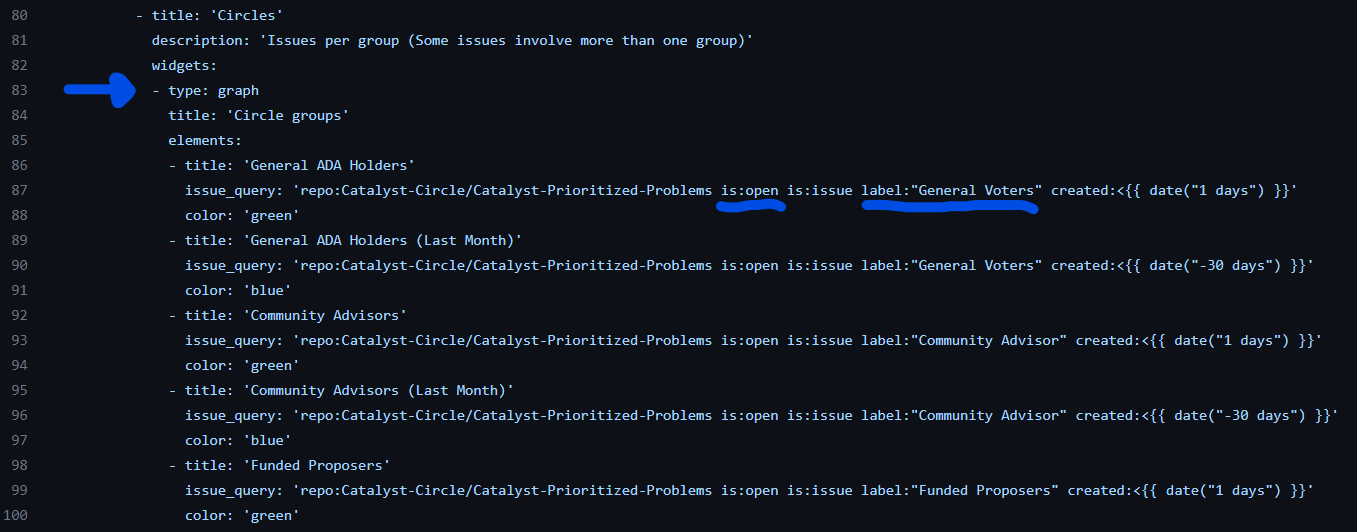 80 - title: 'Circles'
81 description: 'Issues per group (Some issues involve more than one group)'
82 widgets:
83 - type: graph
84 title: 'Circle groups'
85 elements:
86 - title: 'General ADA Holders'
87 issue_query: 'repo:Catalyst-Circle/Catalyst-Prioritized-Problems is:open is:issue label:"General Voters" created:<{{ date("1 days") }}'
88 color: 'green'
89 - title: 'General ADA Holders (Last Month)'
90 issue_query: 'repo:Catalyst-Circle/Catalyst-Prioritized-Problems is:open is:issue label:"General Voters" created:<{{ date("-30 days") }}'
91 color: 'blue'
92 - title: 'Community Advisors'
93 issue_query: 'repo:Catalyst-Circle/Catalyst-Prioritized-Problems is:open is:issue label:"Community Advisor" created:<{{ date("1 days") }}'
94 color: 'green'
95 - title: 'Community Advisors (Last Month)'
96 issue_query: 'repo:Catalyst-Circle/Catalyst-Prioritized-Problems is:open is:issue label:"Community Advisor" created:<{{ date("-30 days") }}'
97 color: 'blue'
98 - title: 'Funded Proposers'
99 issue_query: 'repo:Catalyst-Circle/Catalyst-Prioritized-Problems is:open is:issue label:"Funded Proposers" created:<{{ date("1 days") }}'
100 color: 'green'